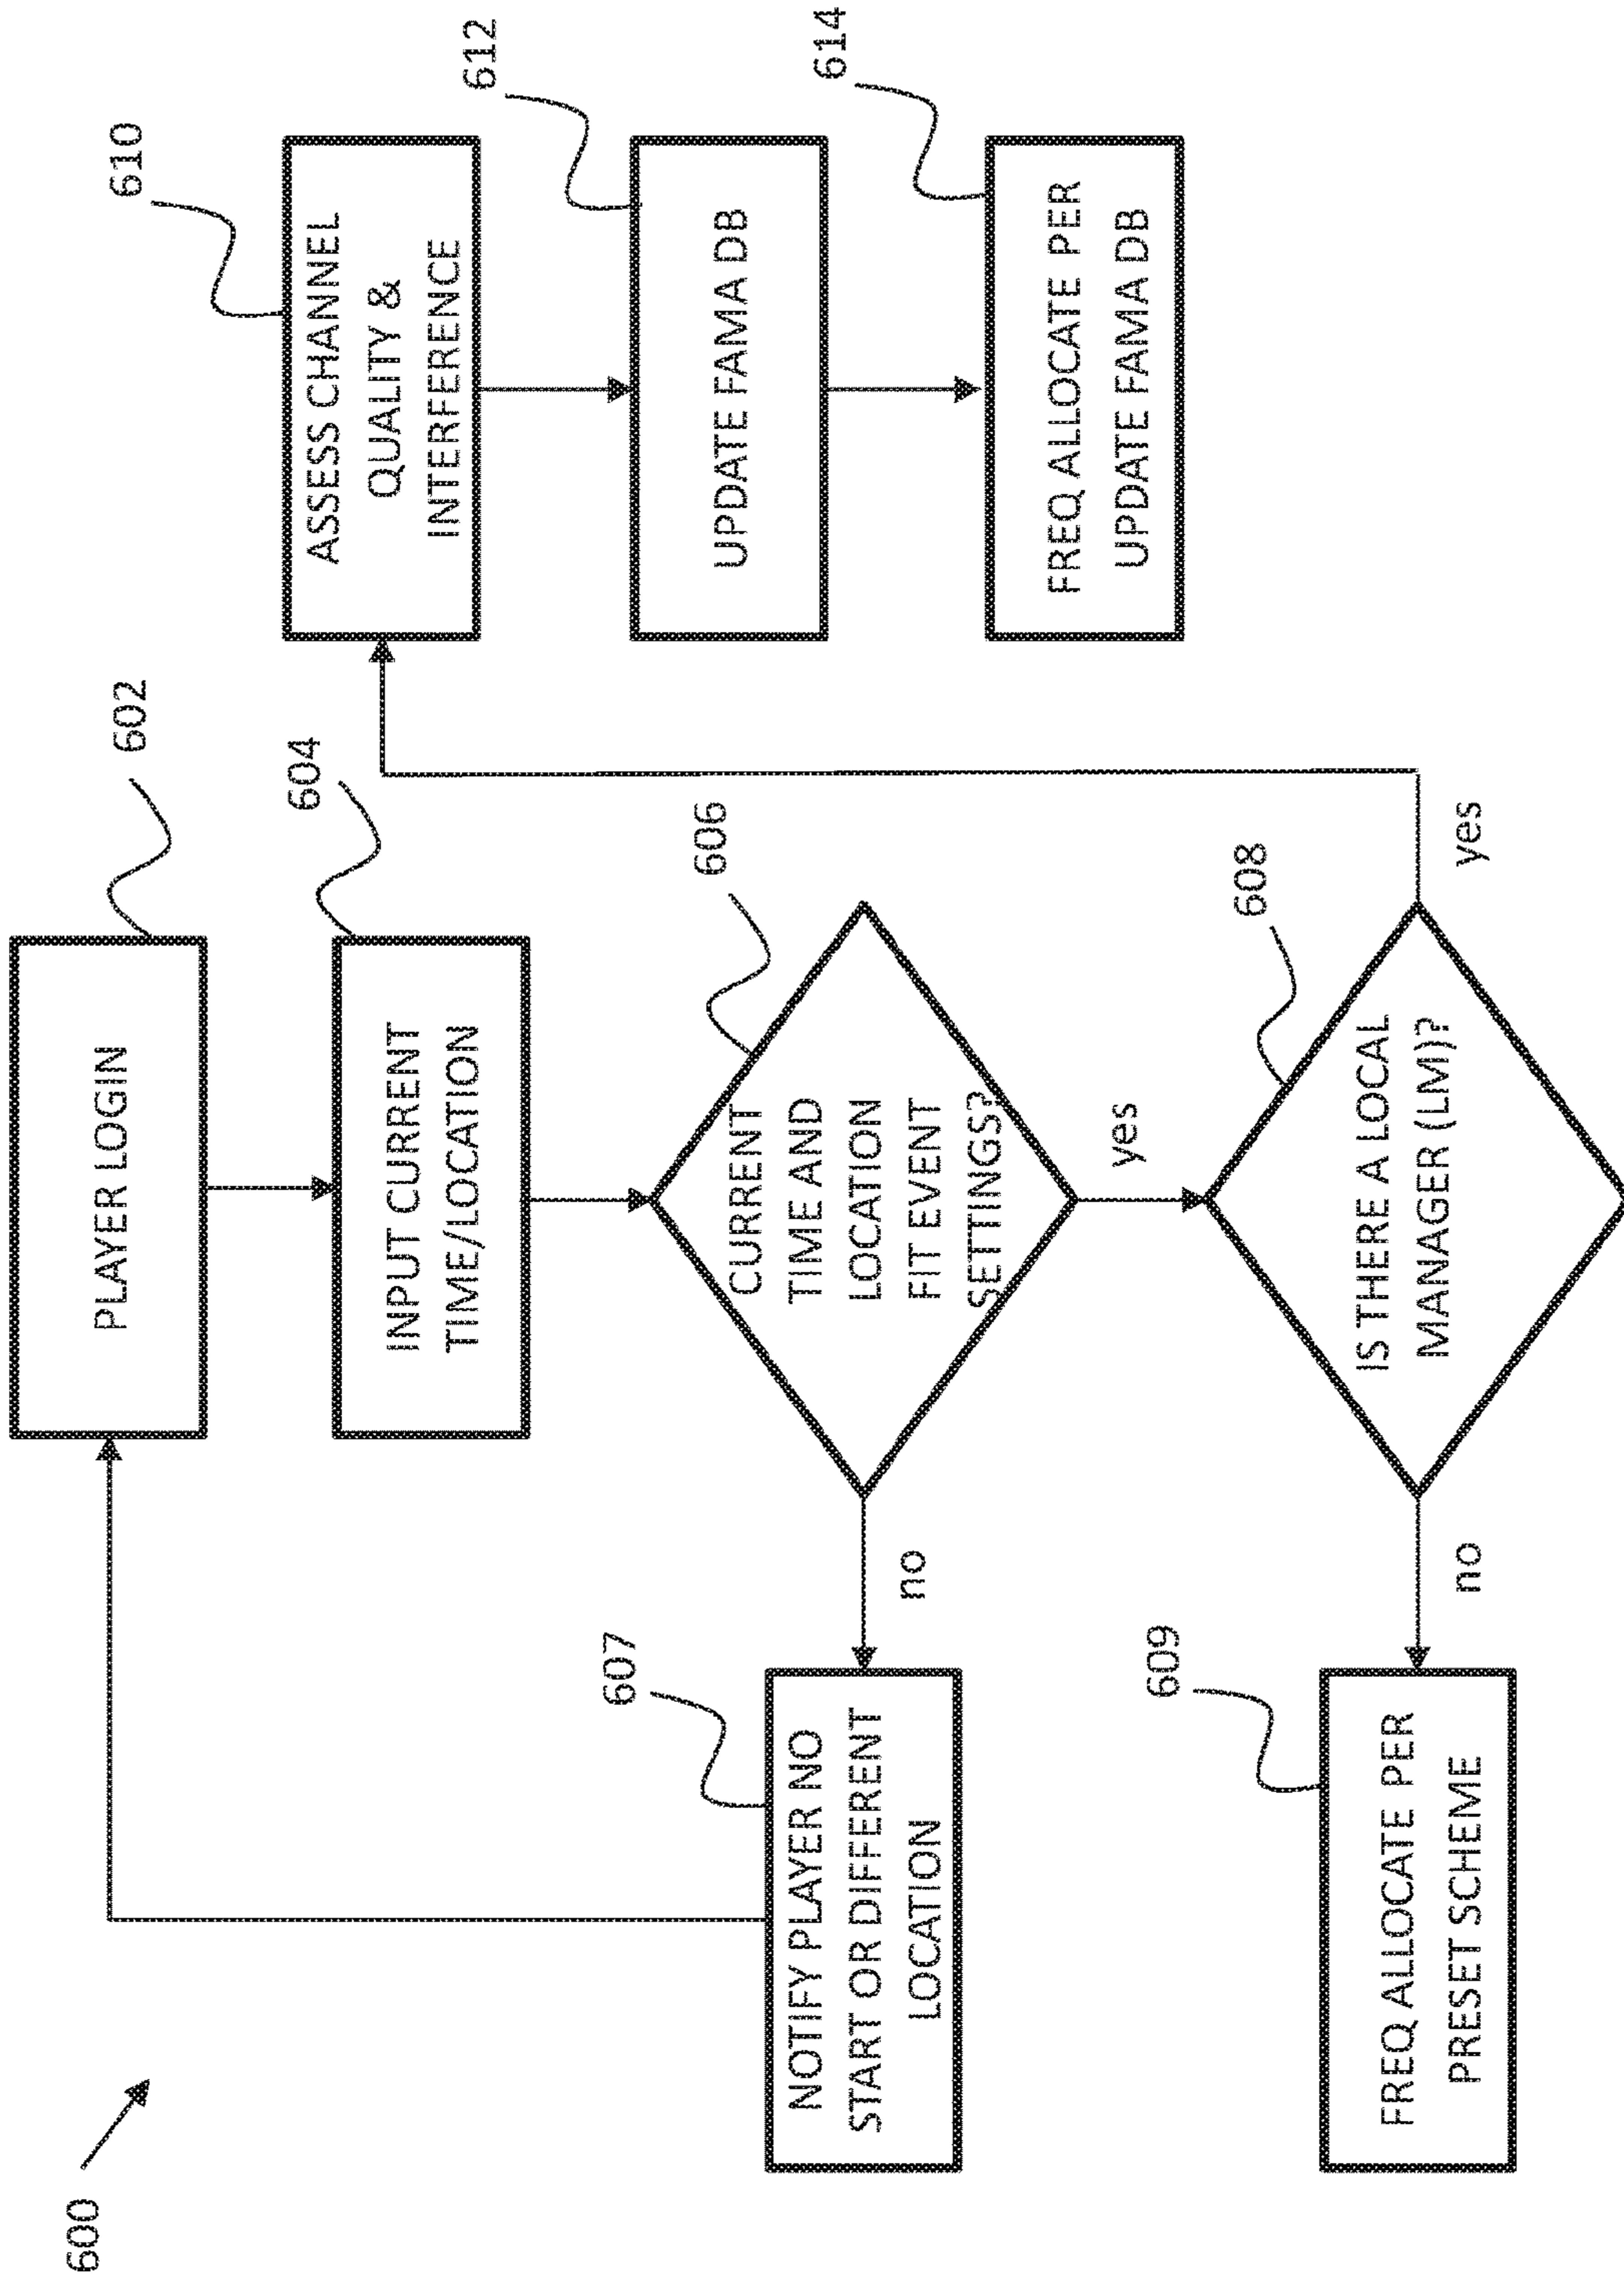 600
602
PLAYER LOGIN
604
INPUT CURRENT
TIME/LOCATION
606
CURRENT
TIME AND
LOCATION
FIT EVENT
SETTINGS?
no
yes
607
NOTIFY PLAYER NO
START OR DIFFERENT
LOCATION
608
IS THERE A LOCAL
MANAGER (LM)?
no
yes
609
FREQ ALLOCATE PER
PRESET SCHEME
610
ASSESS CHANNEL
QUALITY &
INTERFERENCE
612
UPDATE FAMA DB
614
FREQ ALLOCATE PER
UPDATE FAMA DB